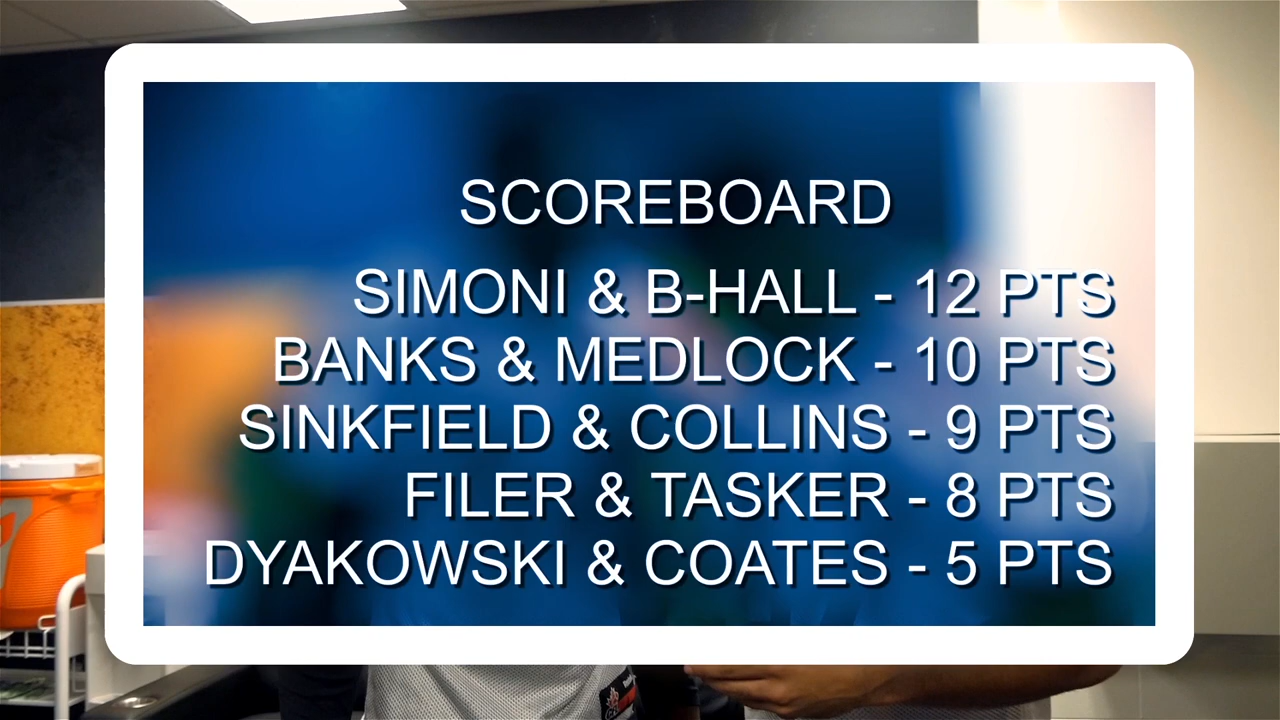 SCOREBOARD
SIMONI & B-HALL - 12 PTS
BANKS & MEDLOCK - 10 PTS
SINKFIELD & COLLINS - 9 PTS
FILER & TASKER - 8 PTS
DYAKOWSKI & COATES - 5 PTS